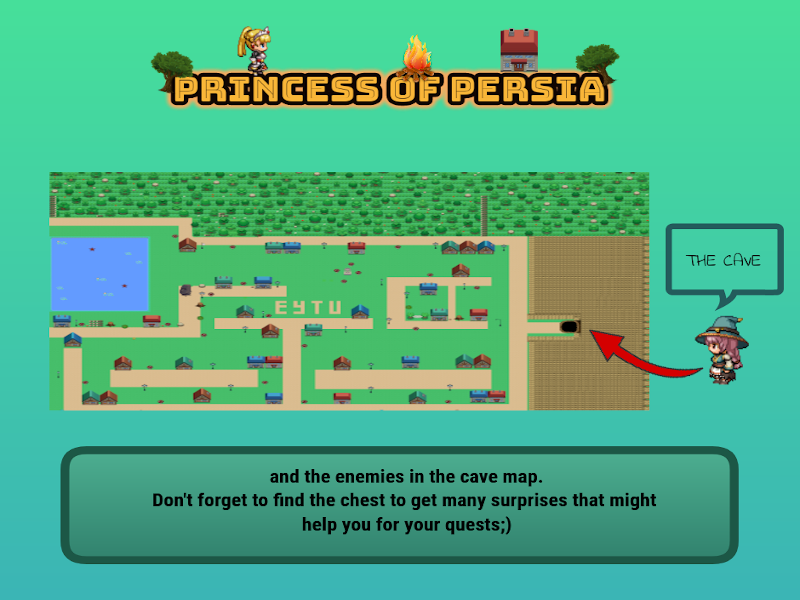 PRINCESS OF PERSIA
THE CAVE
EYTU
and the enemies in the cave map.
Don't forget to find the chest to get many surprises that might
help you for your quests;)